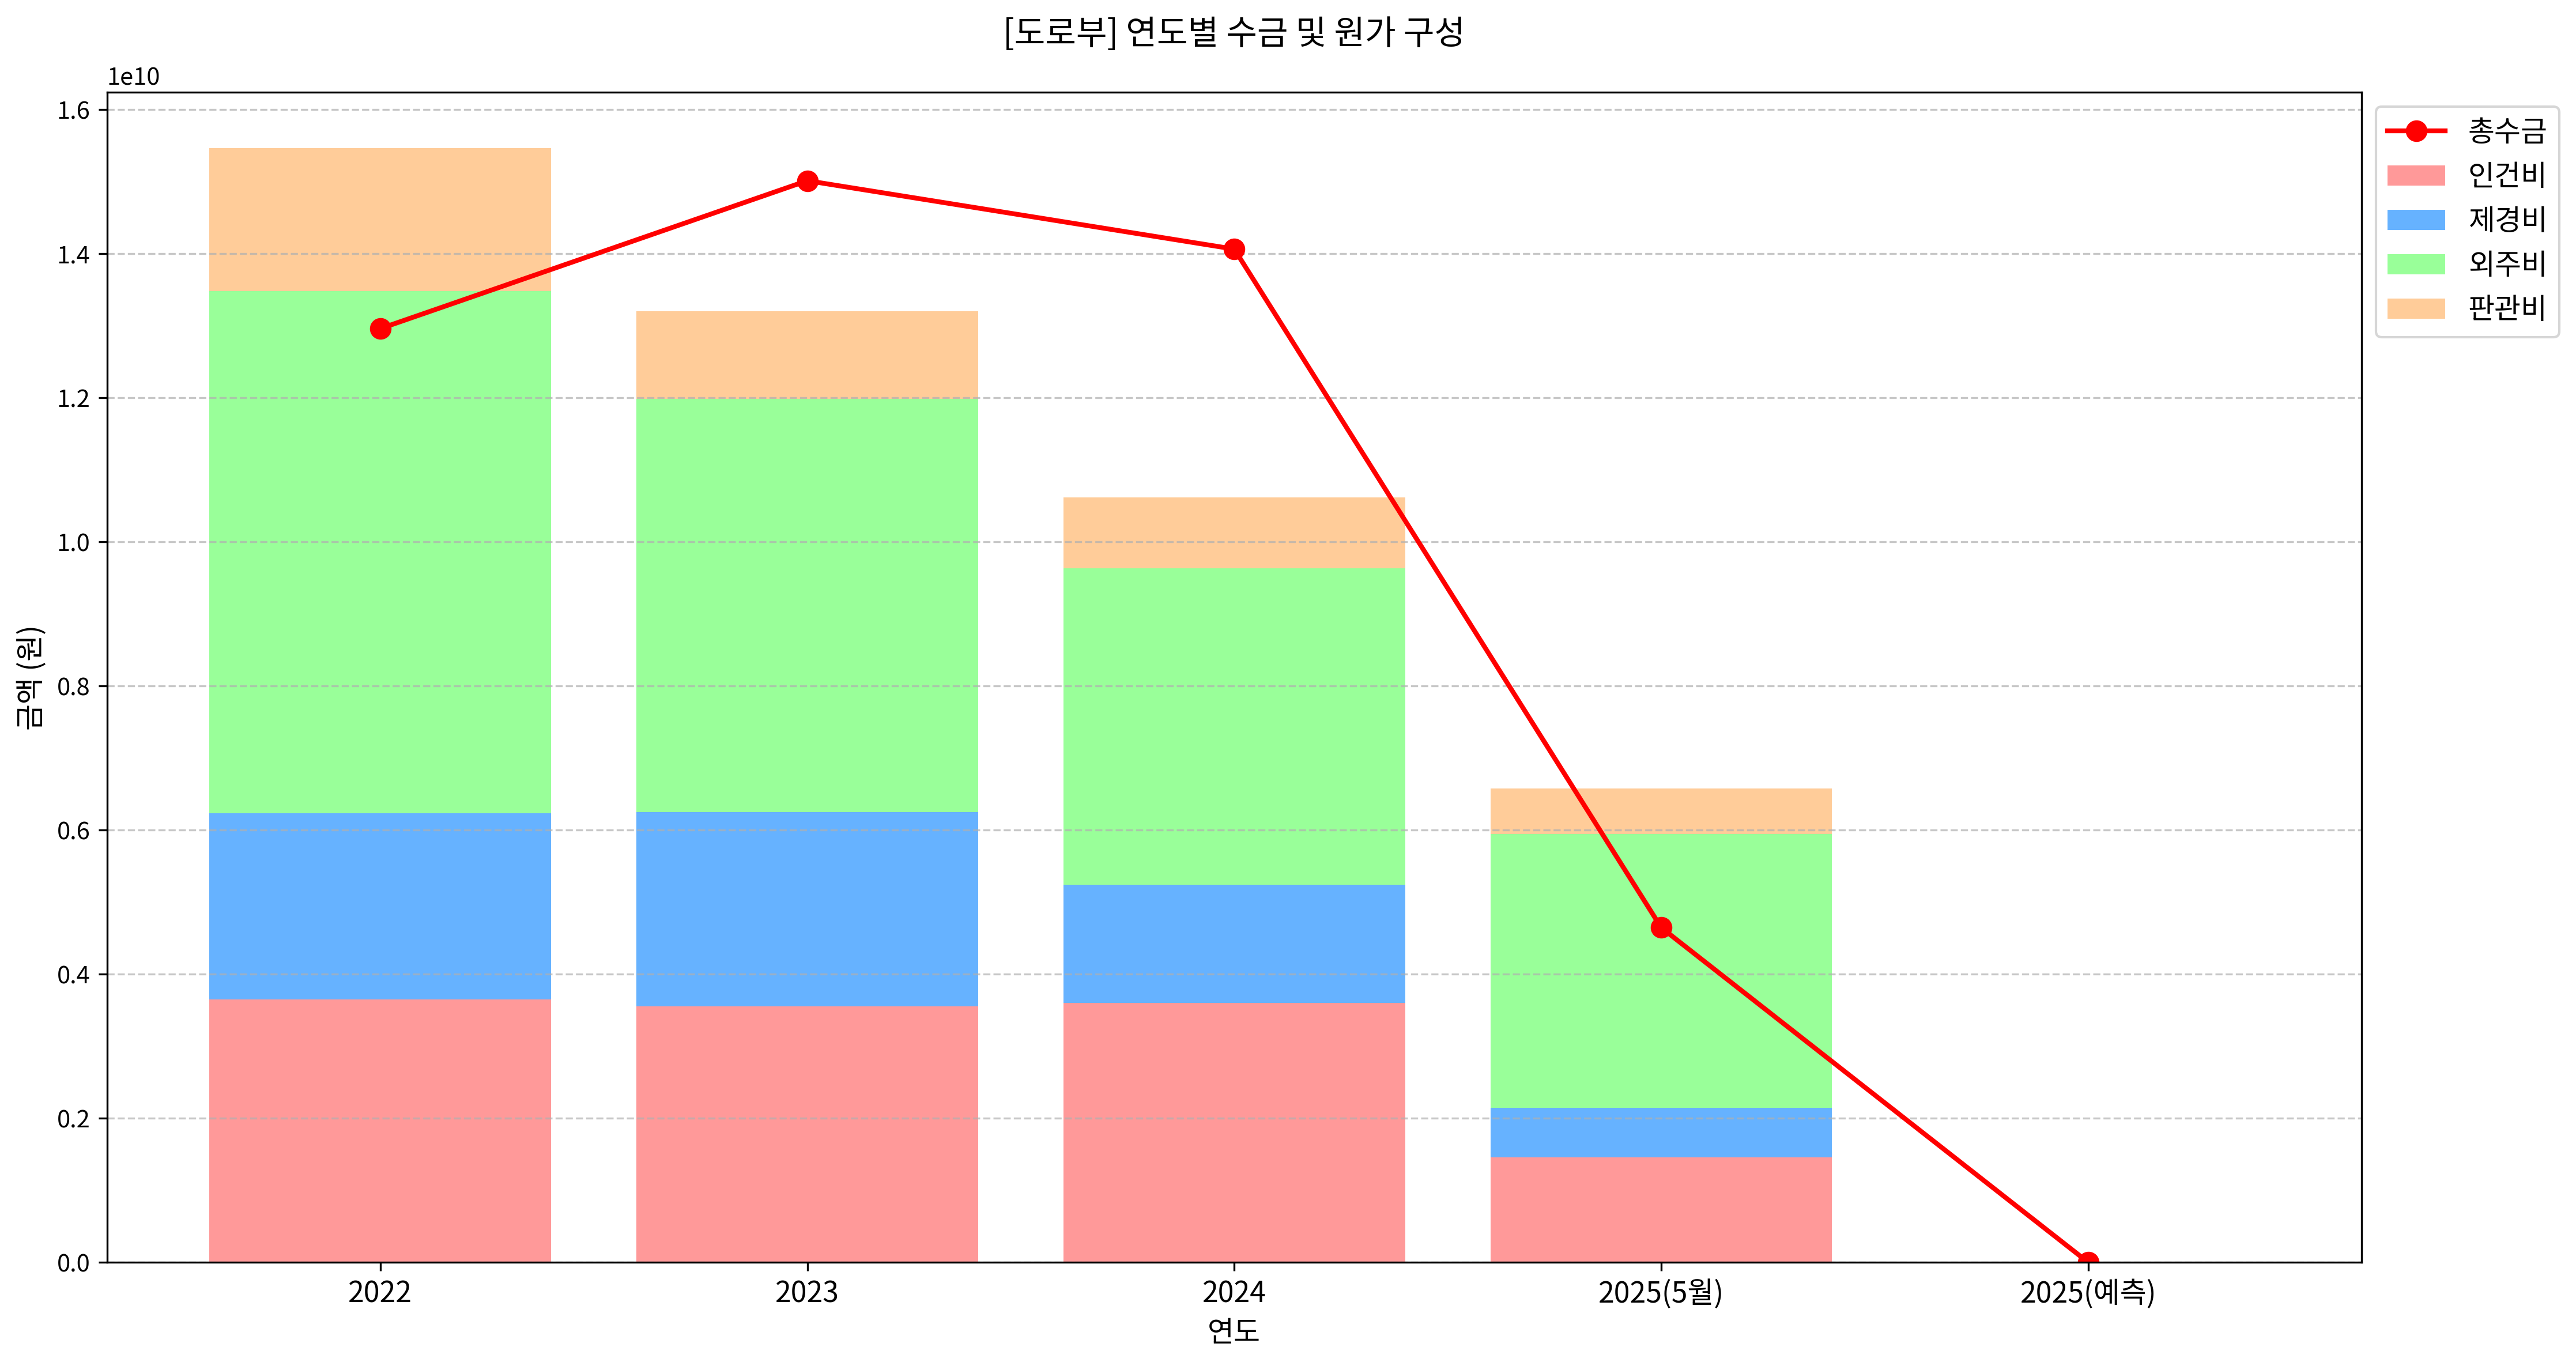 [도로부] 연도별 수금 및 원가 구성
1e10
1.6
1.4
1.2
1.0
0.8
0.6
0.4
0.2
0.0
금액 (원)
2022
2023
2024
2025(5월)
2025(예측)
연도
총수금
인건비
제경비
외주비
판관비